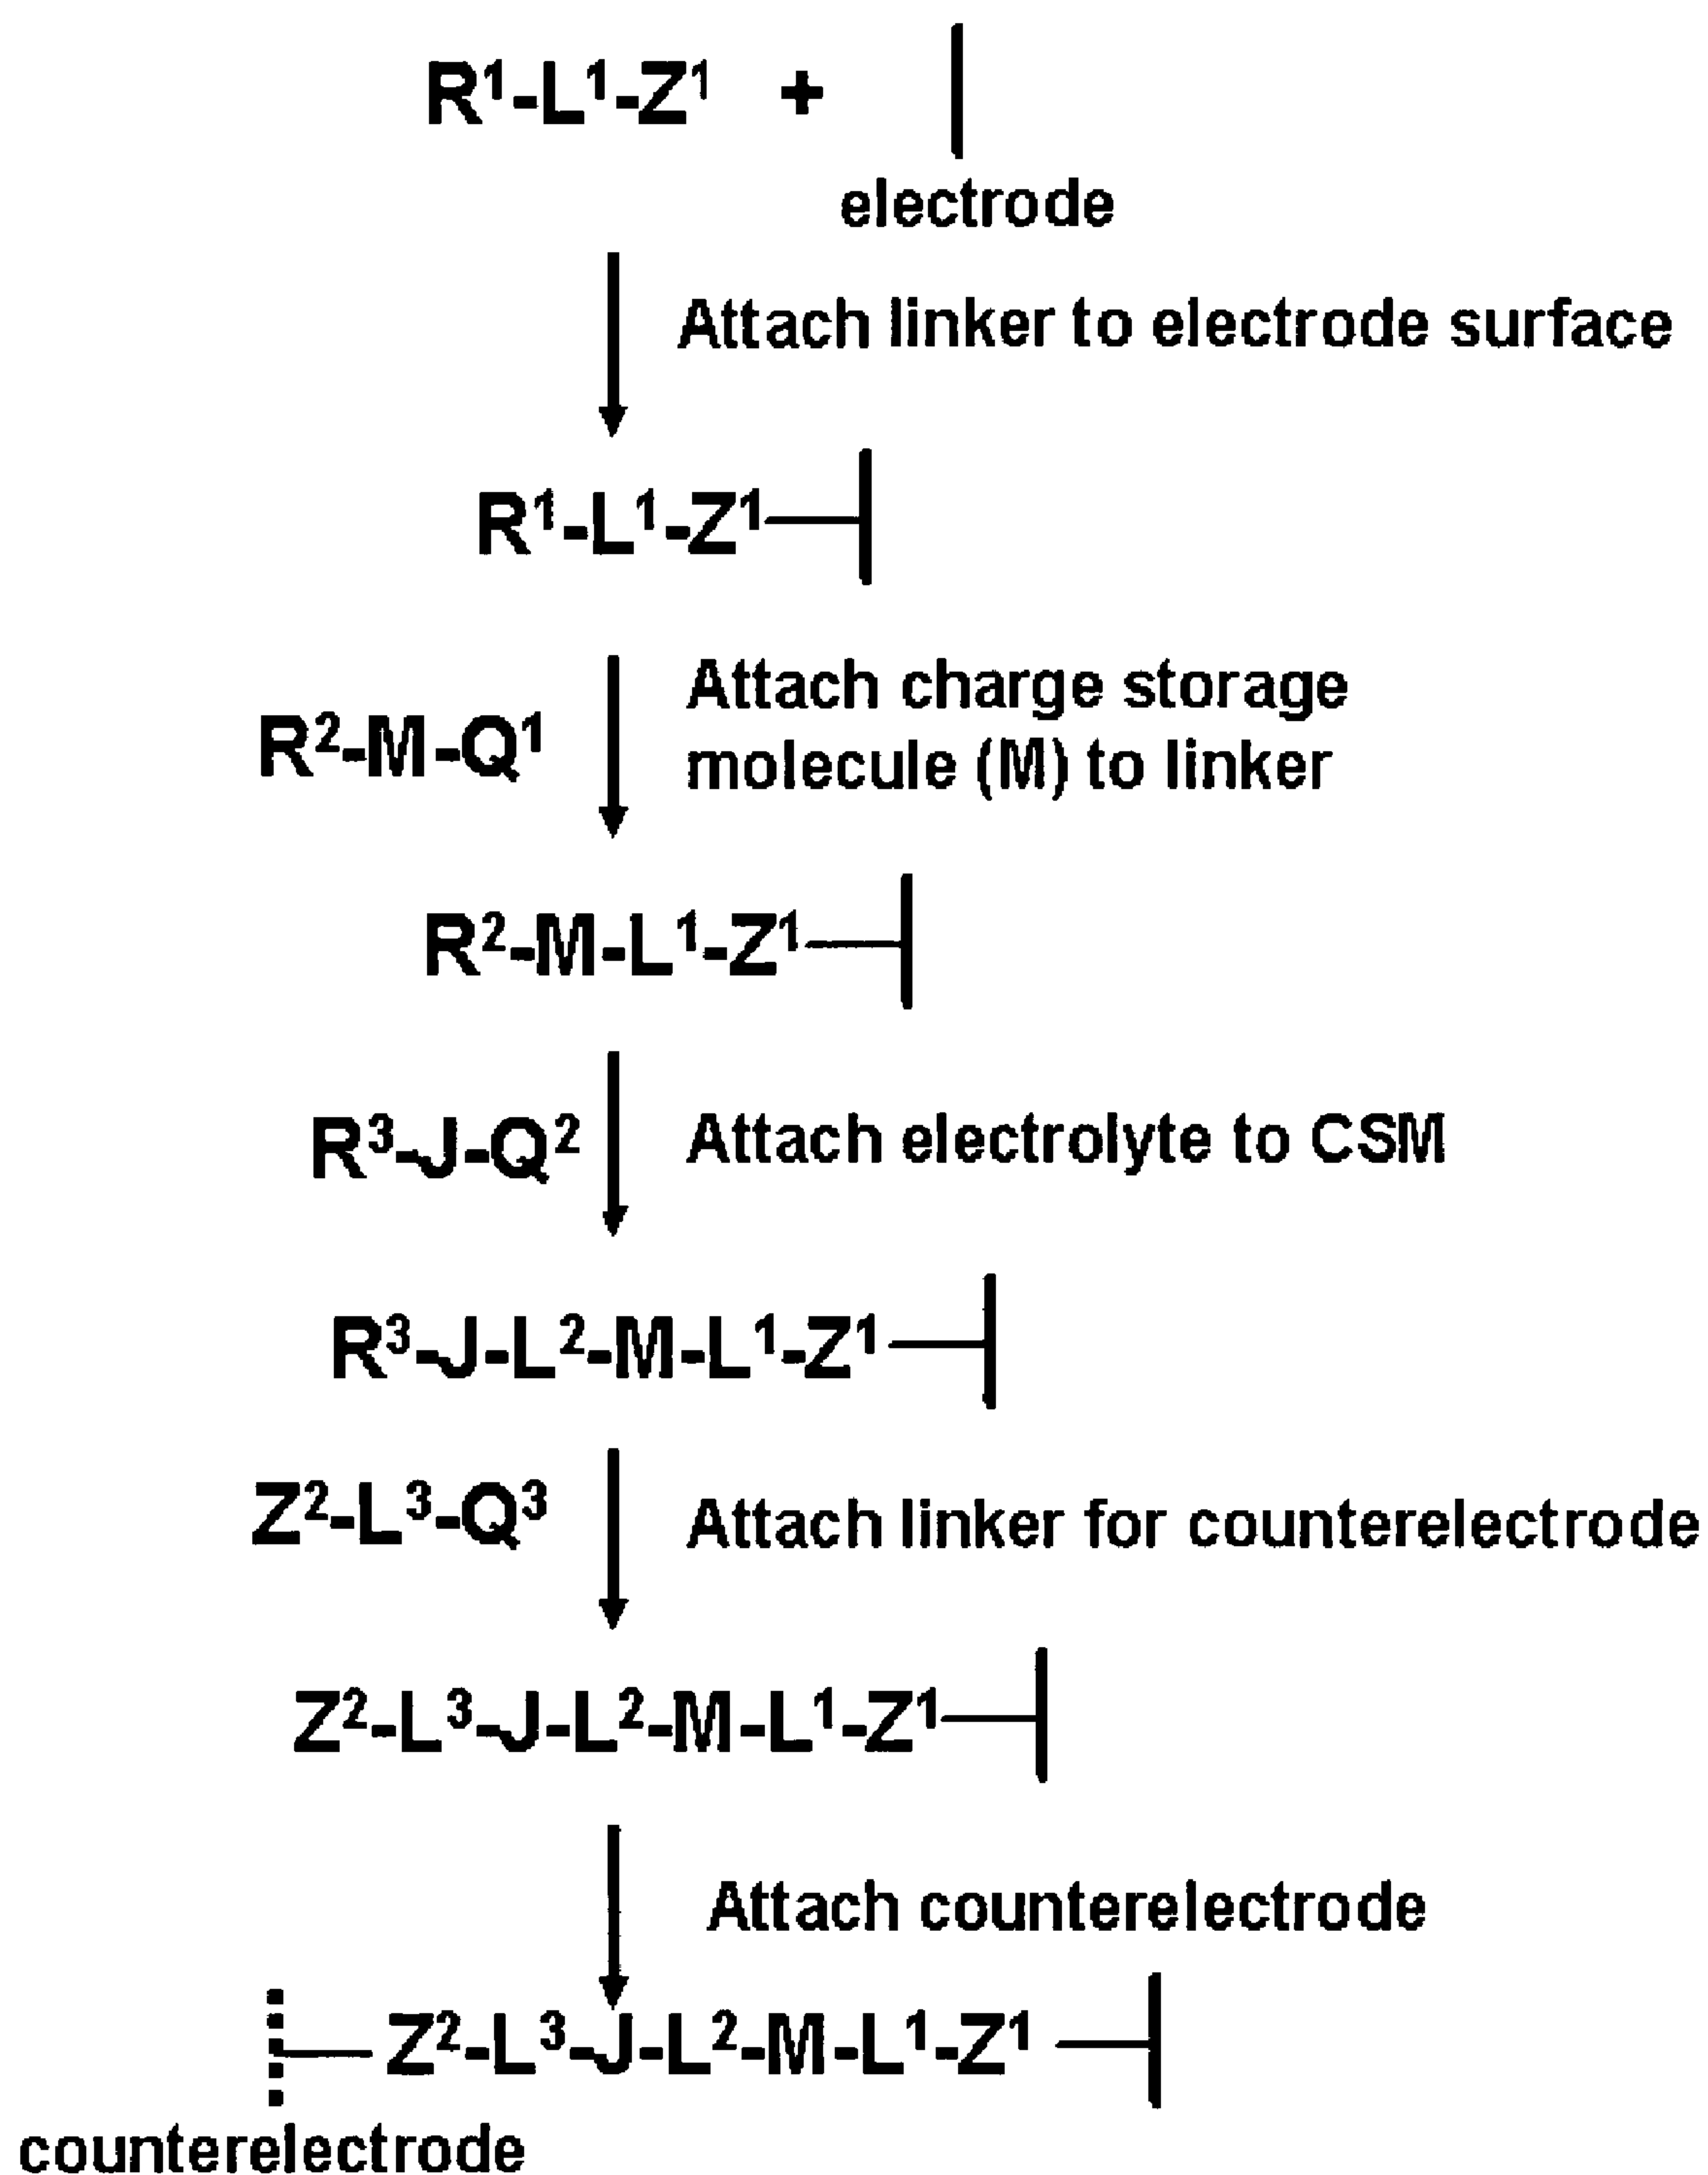 R¹-L¹-Z¹ +
electrode
Attach linker to electrode surface
R¹-L¹-Z¹
Attach charge storage
molecule (M) to linker
R²-M-Q¹
R²-M-L¹-Z¹
R³-J-Q²
Attach electrolyte to CSM
R³-J-L²-M-L¹-Z¹
Z²-L³-Q³
Attach linker for counterelectrode
Z²-L³-J-L²-M-L¹-Z¹
Attach counterelectrode
Z²-L³-J-L²-M-L¹-Z¹
counterelectrode